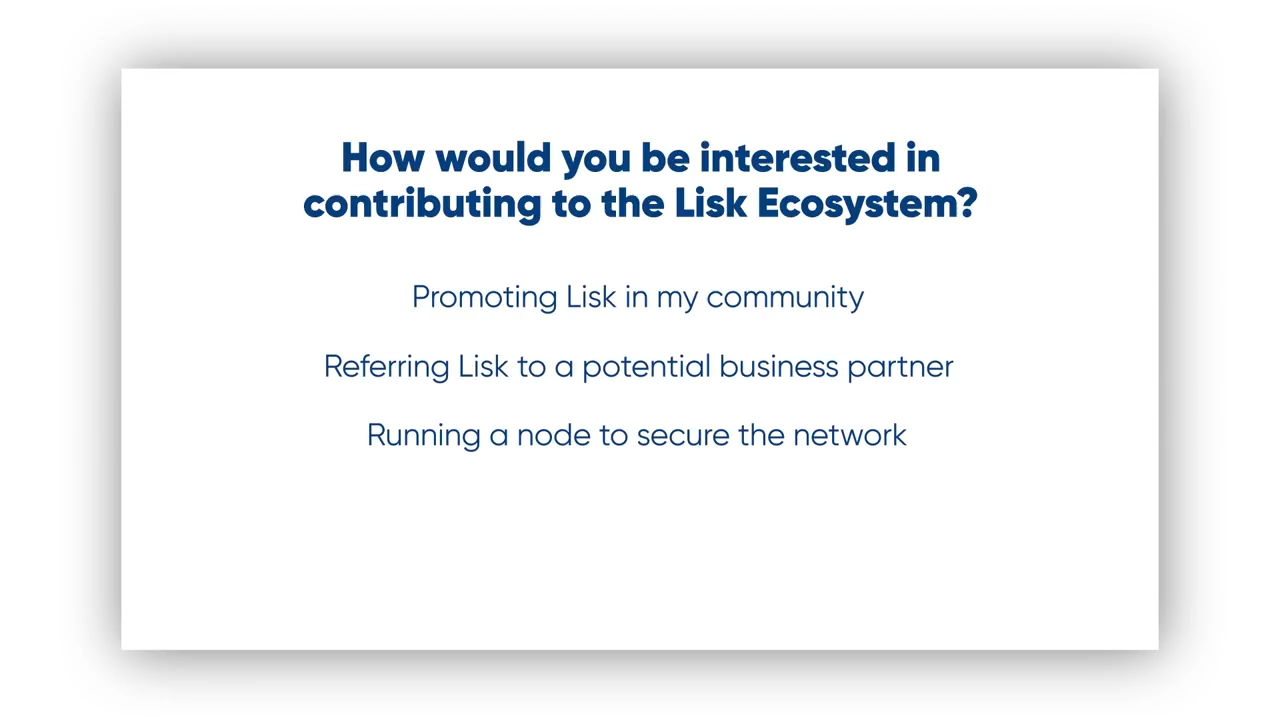 How would you be interested in
contributing to the Lisk Ecosystem?
Promoting Lisk in my community
Referring Lisk to a potential business partner
Running a node to secure the network